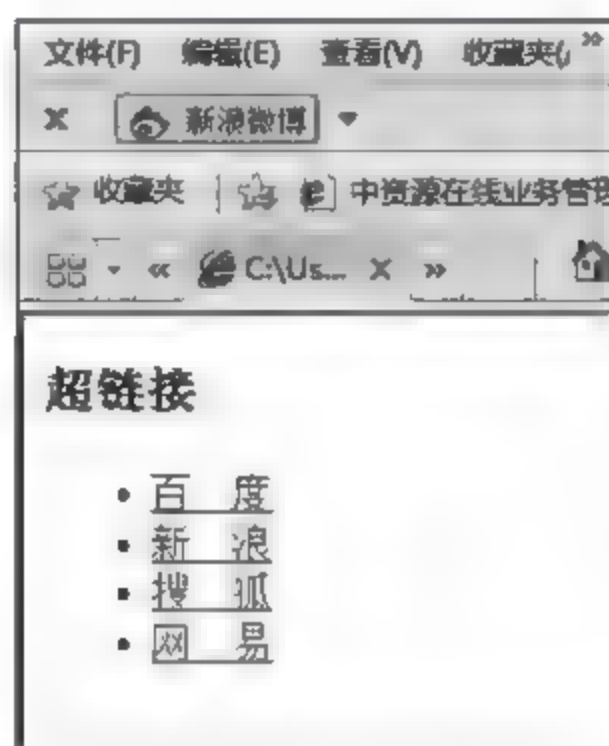 文件(F) 编辑(E) 查看(V) 收藏夹(
新浪微博
收藏夹 中资源在线业务管理
C:\Us...
超链接
百 度
新 浪
搜 狐
网 易